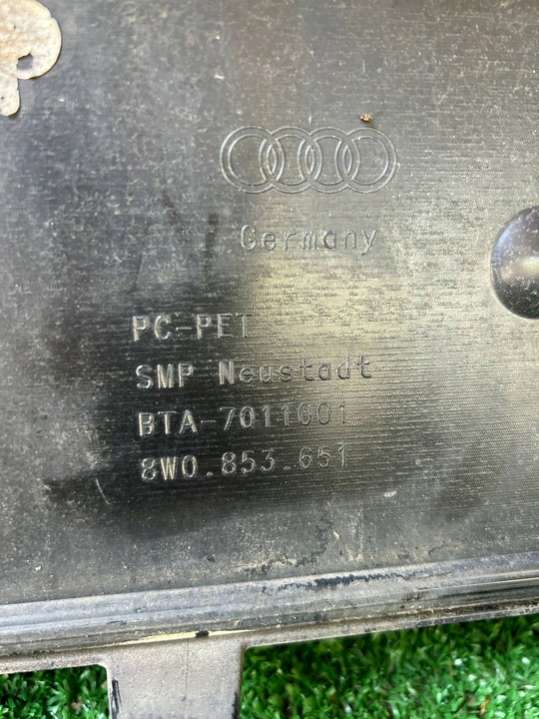 Germany
PC-PET
SMP Neustadt
BTA-7011001
8W0.853.651